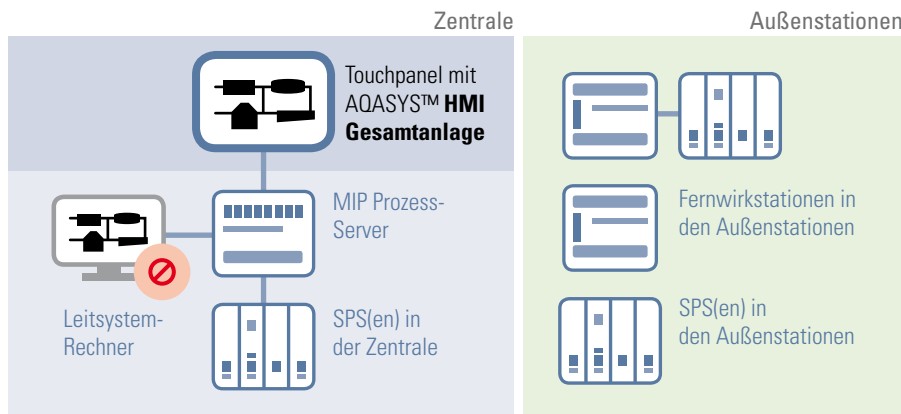 Zentrale
Außenstationen
Touchpanel mit
AQASYS™ HMI
Gesamtanlage
MIP Prozess-
Server
Leitsystem-
Rechner
SPS(en) in
der Zentrale
Fernwirkstationen in
den Außenstationen
SPS(en) in
den Außenstationen